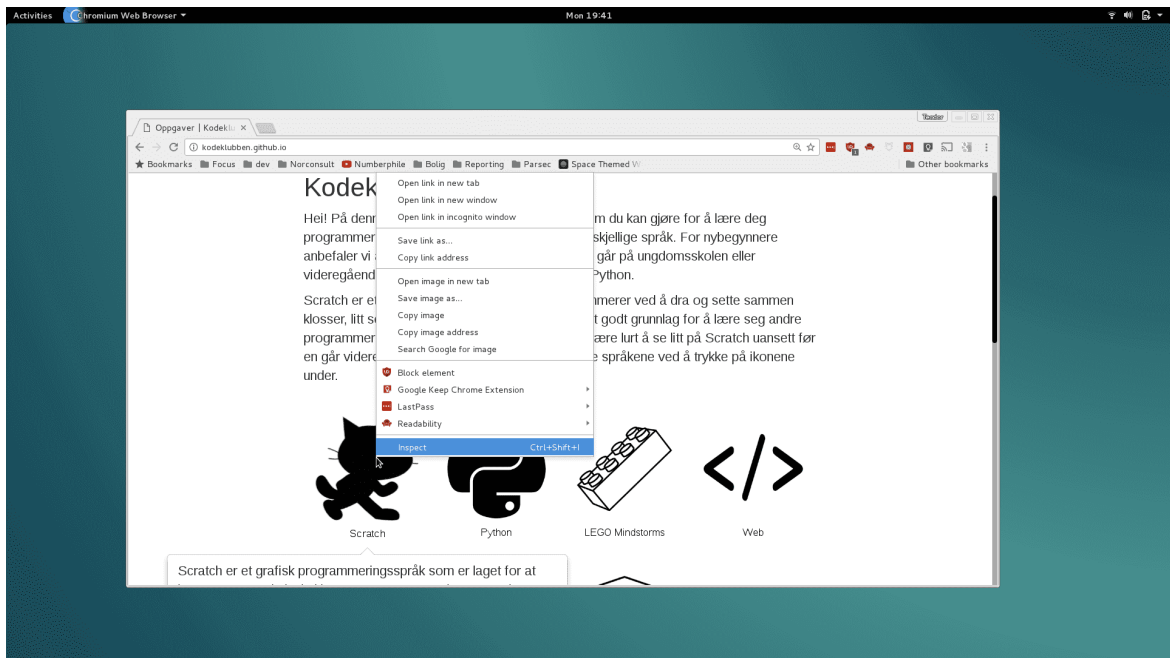 Activities Chromium Web Browser Mon 19:41
Oppgaver | Kodeklu
kodeklubben.github.io
Bookmarks Focus dev Norconsult Numberphile Bolig Reporting Parsec Space Themed W Other bookmarks
Kodek
Hei! På denn m du kan gjøre for å lære deg
programmer skjellige språk. For nybegynnere
anbefaler vi går på ungdomsskolen eller
videregående Python.
Scratch er et mmerer ved å dra og sette sammen
klosser, litt so t godt grunnlag for å lære seg andre
programmer ære lurt å se litt på Scratch uansett før
en går videre e språkene ved å trykke på ikonene
under.
Open link in new tab
Open link in new window
Open link in incognito window
Save link as...
Copy link address
Open image in new tab
Save image as...
Copy image
Copy image address
Search Google for image
Block element
Google Keep Chrome Extension
LastPass
Readability
Inspect Ctrl+Shift+I
Scratch Python LEGO Mindstorms Web
Scratch er et grafisk programmeringsspråk som er laget for at